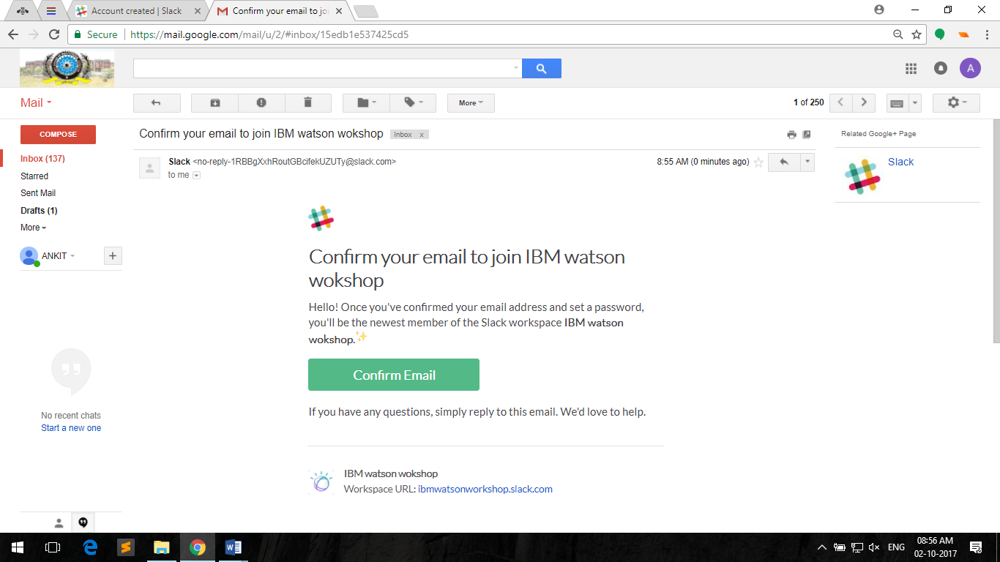 Account created | Slack
Confirm your email to joi
Secure
https://mail.google.com/mail/u/2/#inbox/15edb1e537425cd5
A
Mail
More
1 of 250
COMPOSE
Inbox (137)
Starred
Sent Mail
Drafts (1)
More
ANKIT
No recent chats
Start a new one
Confirm your email to join IBM watson wokshop
Inbox x
Slack <no-reply-1RBBgXxhRoutGBcifekUZUTy@slack.com>
8:55 AM (0 minutes ago)
to me
Related Google+ Page
Slack
Confirm your email to join IBM watson
wokshop
Hello! Once you've confirmed your email address and set a password,
you'll be the newest member of the Slack workspace IBM watson
wokshop.
Confirm Email
If you have any questions, simply reply to this email. We'd love to help.
IBM watson wokshop
Workspace URL: ibmwatsonworkshop.slack.com
ENG
08:56 AM
02-10-2017